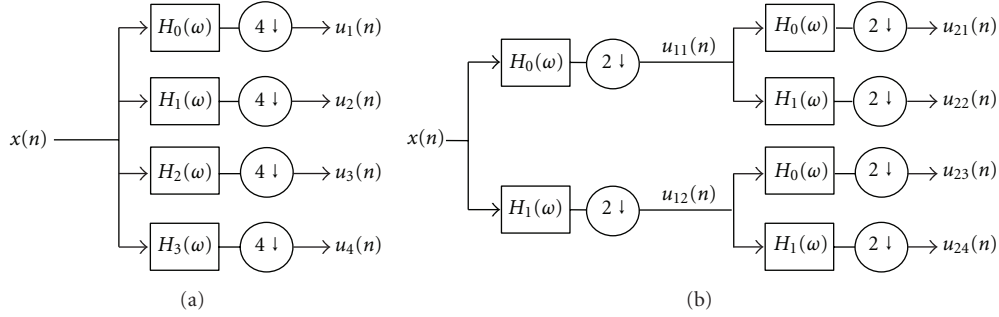 x(n)
H₀(ω) 4 ↓ u₁(n)
H₁(ω) 4 ↓ u₂(n)
H₂(ω) 4 ↓ u₃(n)
H₃(ω) 4 ↓ u₄(n)
(a)
x(n)
H₀(ω) 2 ↓ u₁₁(n)
H₀(ω) 2 ↓ u₂₁(n)
H₁(ω) 2 ↓ u₂₂(n)
H₁(ω) 2 ↓ u₁₂(n)
H₀(ω) 2 ↓ u₂₃(n)
H₁(ω) 2 ↓ u₂₄(n)
(b)